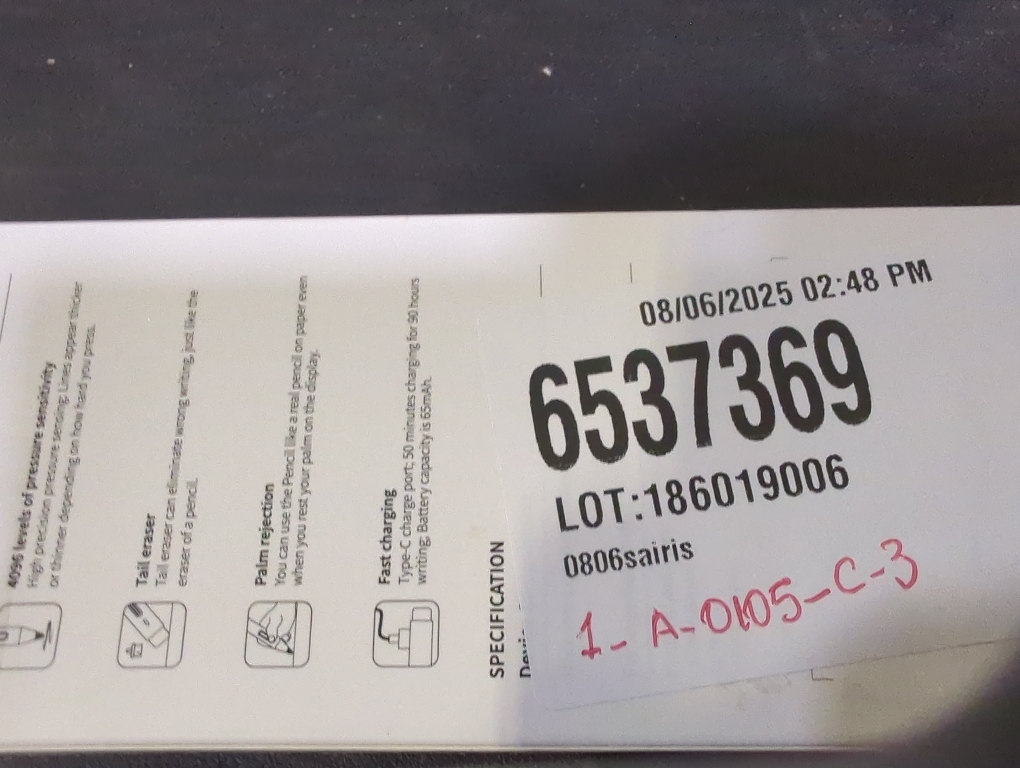 4096 levels of pressure sensitivity
High precision pressure sensing. Lines appear thicker
or thinner depending on how hard you press.
Tail eraser
Tail eraser can eliminate wrong writing, just like the
eraser of a pencil.
Palm rejection
You can use the Pencil like a real pencil on paper even
when you rest your palm on the display.
Fast charging
Type-C charge port; 50 minutes charging for 90 hours
writing; Battery capacity is 65mAh.
SPECIFICATION
08/06/2025 02:48 PM
6537369
LOT:186019006
0806sairis
1-A-0105-C-3